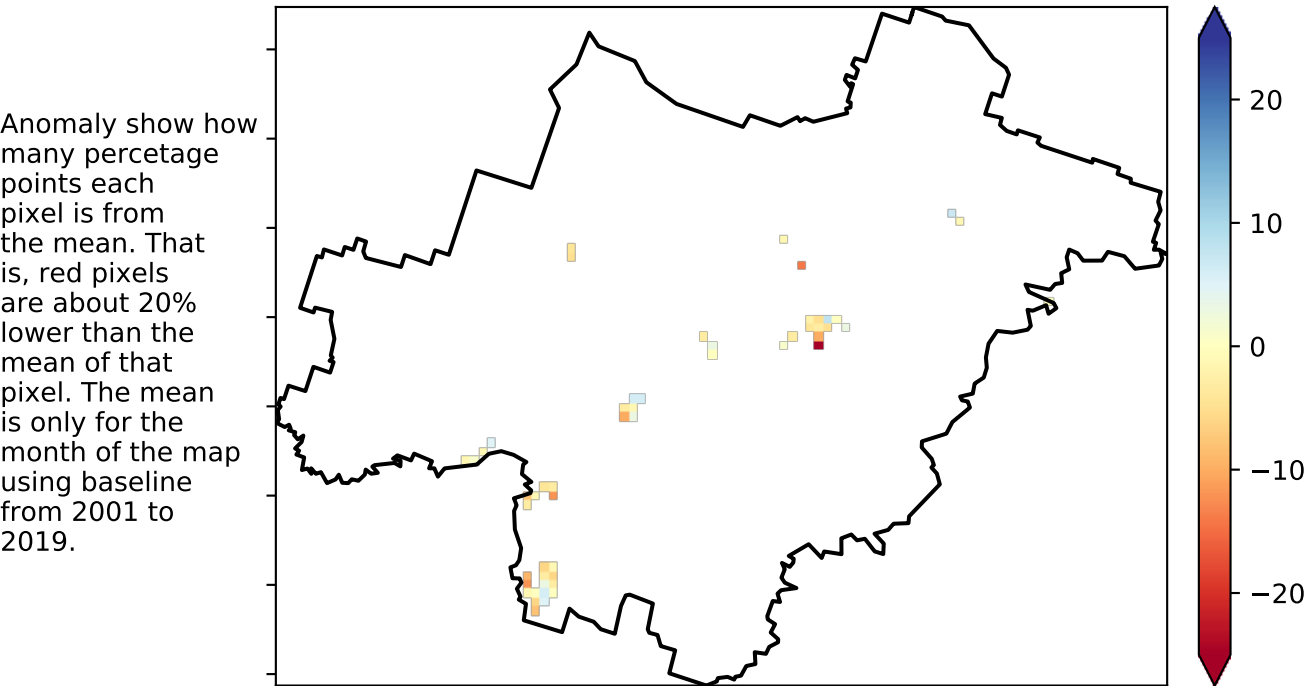 Anomaly show how
many percetage
points each
pixel is from
the mean. That
is, red pixels
are about 20%
lower than the
mean of that
pixel. The mean
is only for the
month of the map
using baseline
from 2001 to
2019.
20
10
0
−10
−20